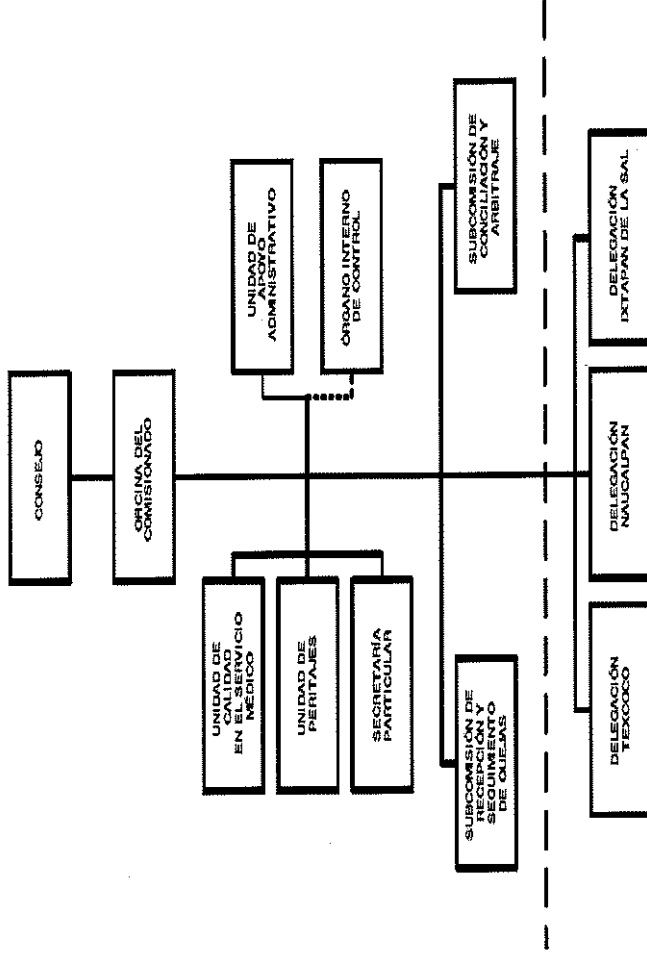 CONSEJO
OFICINA DEL
COMISIONADO
UNIDAD DE
CALIDAD
EN EL SERVICIO
MÉDICO
UNIDAD DE
PERITAJES
SECRETARÍA
PARTICULAR
UNIDAD DE
APOYO
ADMINISTRATIVO
ÓRGANO INTERNO
DE CONTROL
SUBCOMISIÓN DE
RECEPCIÓN Y
SEGUIMIENTO
DE QUEJAS
SUBCOMISIÓN DE
CONCILIACIÓN Y
ARBITRAJE
DELEGACIÓN
TEXCOCO
DELEGACIÓN
NAUCALPAN
DELEGACIÓN
IXTAPAN DE LA SAL